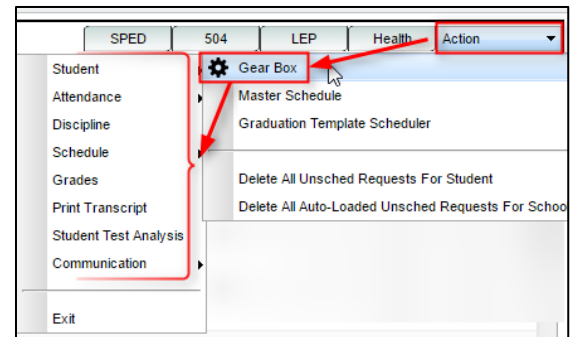 SPED 504 LEP Health Action
Student
Attendance
Discipline
Schedule
Grades
Print Transcript
Student Test Analysis
Communication
Exit
Gear Box
Master Schedule
Graduation Template Scheduler
Delete All Unsched Requests For Student
Delete All Auto-Loaded Unsched Requests For Schoo